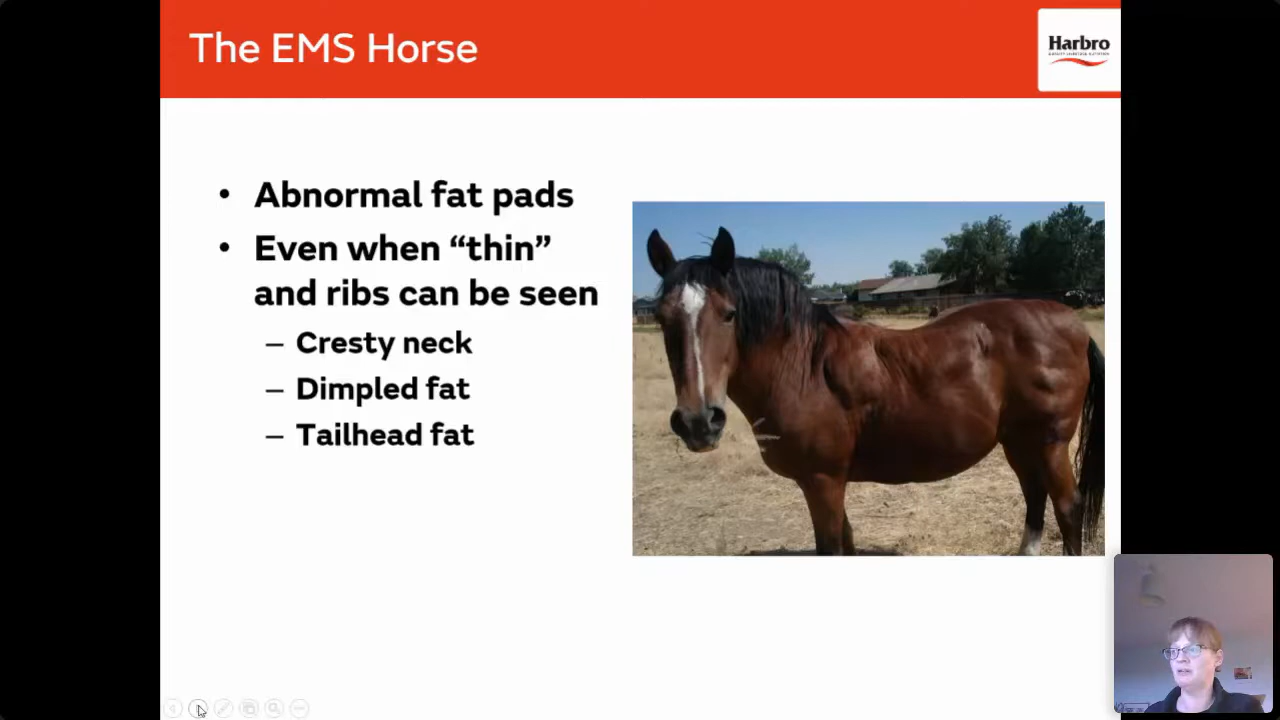 The EMS Horse
Harbro
• Abnormal fat pads
• Even when “thin”
and ribs can be seen
– Cresty neck
– Dimpled fat
– Tailhead fat